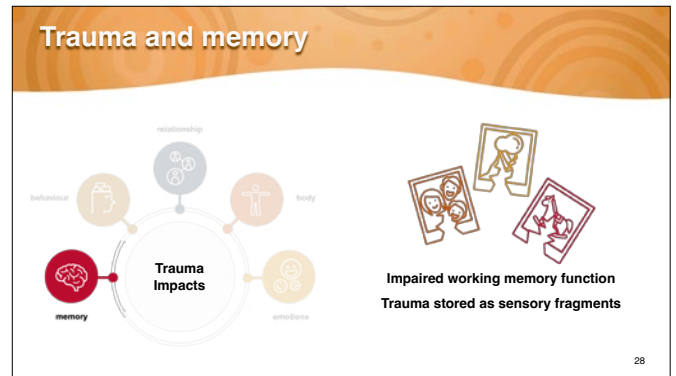 Trauma and memory
relationship
behaviour
body
Trauma
Impacts
memory
emotions
Impaired working memory function
Trauma stored as sensory fragments
28